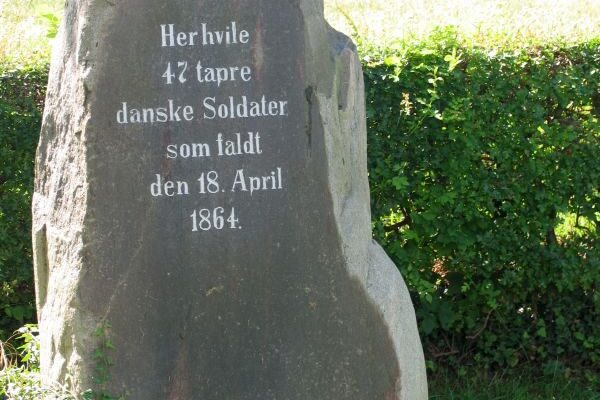 Her hvile
47 tapre
danske Soldater
som faldt
den 18. April
1864.